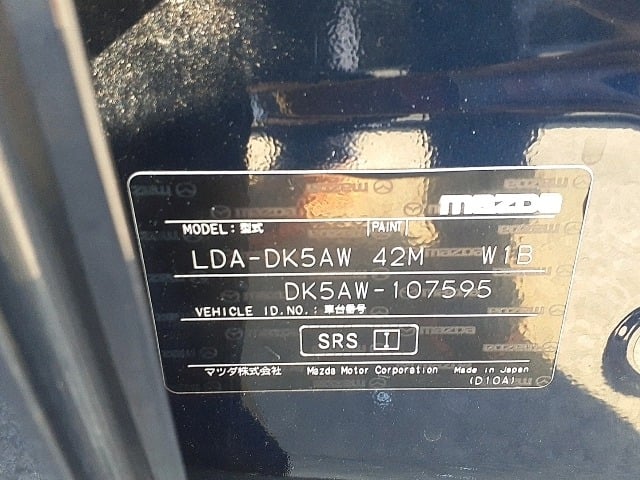 mazda
MODEL: 型式 PAINT
LDA-DK5AW 42M W1B
DK5AW-107595
VEHICLE ID.NO.: 車台番号
SRS I
マツダ株式会社 Mazda Motor Corporation Made in Japan
(D10A)